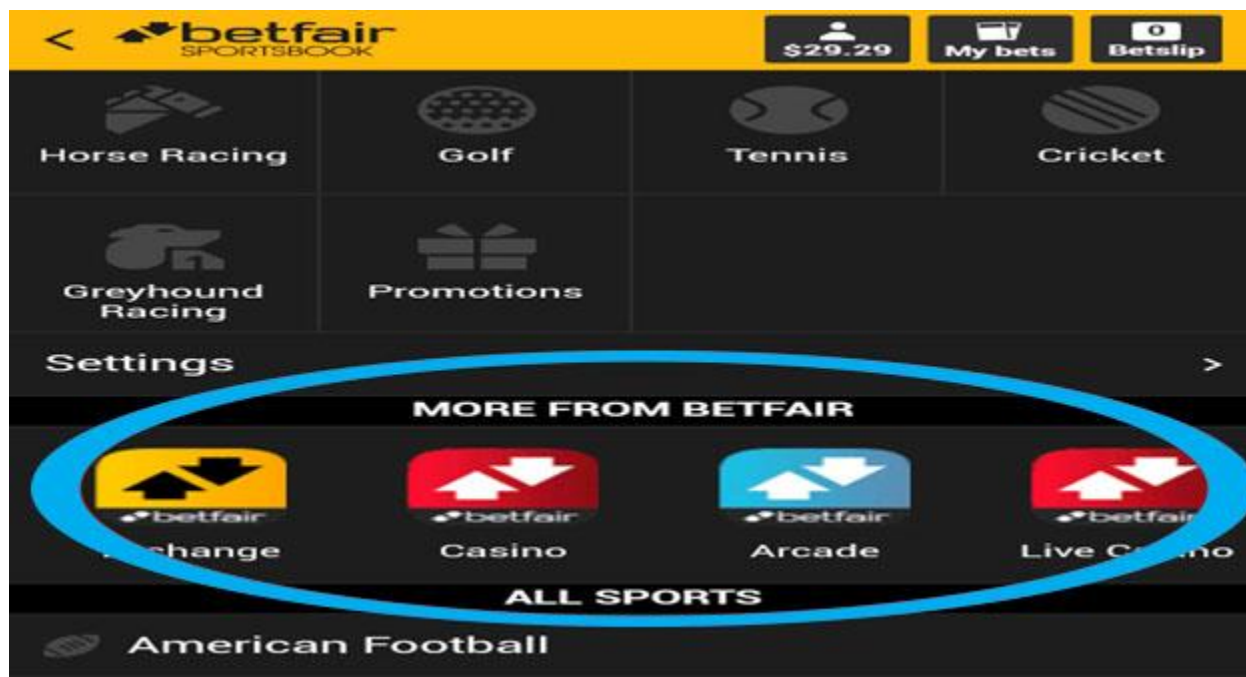 <
betfair
SPORTSBOOK
$29.29
My bets
0
Betslip
Horse Racing
Golf
Tennis
Cricket
Greyhound
Racing
Promotions
Settings
>
MORE FROM BETFAIR
betfair
betfair
betfair
betfair
Casino
Arcade
Live
ALL SPORTS
American Football